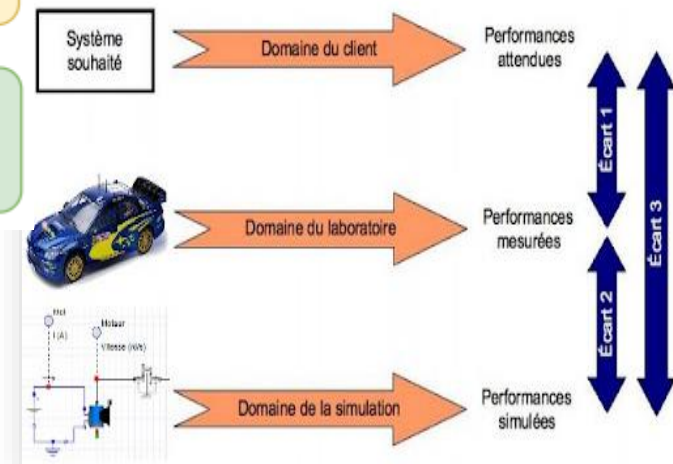 Système
souhaité
Domaine du client
Performances
attendues
Écart 1
Écart 3
Domaine du laboratoire
Performances
mesurées
Écart 2
I (A)
Moteur
Domaine de la simulation
Performances
simulées